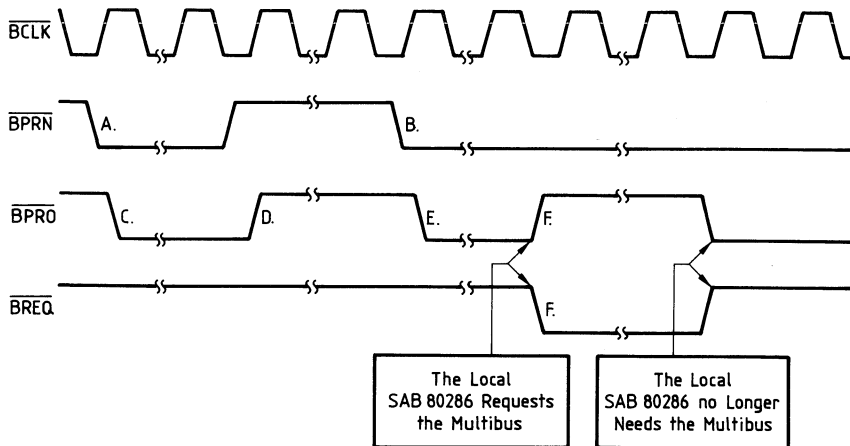 BCLK
BPRN
A.
B.
BPRO
C.
D.
E.
F.
BREQ
F.
The Local
SAB 80286 Requests
the Multibus
The Local
SAB 80286 no Longer
Needs the Multibus